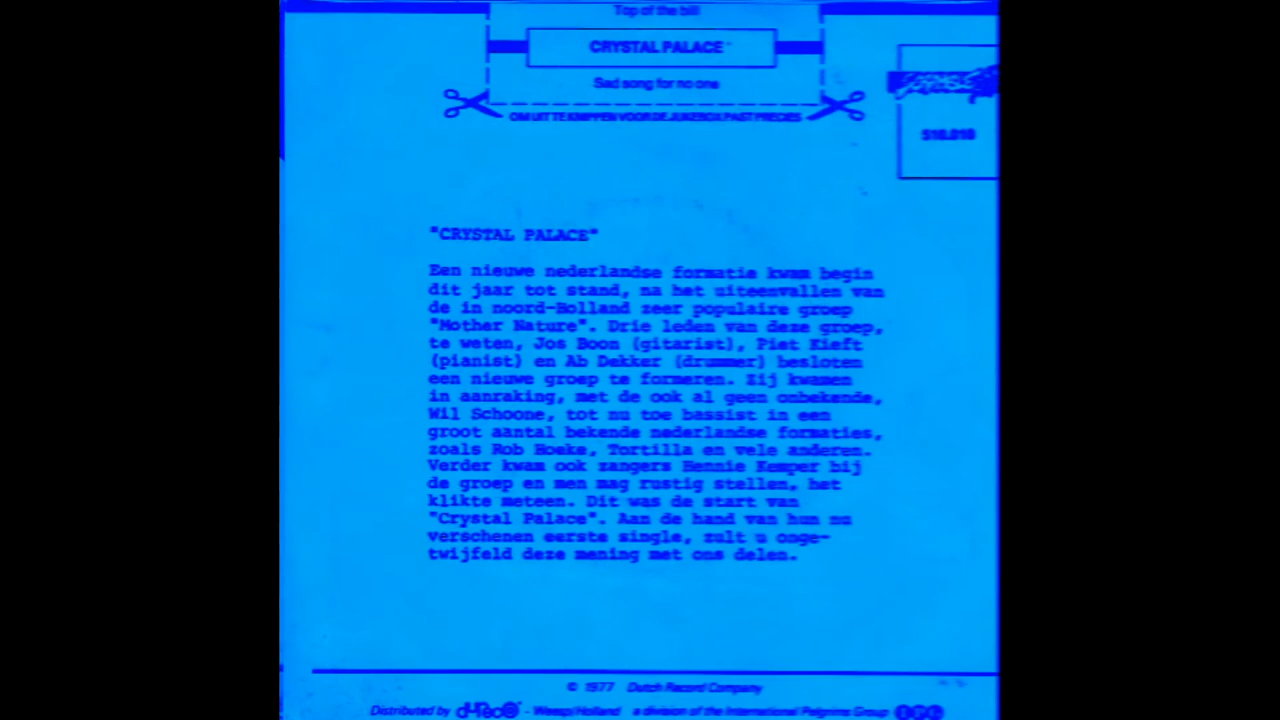 Top of the bill
CRYSTAL PALACE
Sad song for no one
OM UIT TE KNIPPEN VOOR DE JUKEBOX PAST PRECIES
"CRYSTAL PALACE"
Een nieuwe nederlandse formatie kwam begin
dit jaar tot stand, na het uiteenvallen van
de in noord-Holland zeer populaire groep
"Mother Nature". Drie leden van deze groep,
te weten, Jos Boon (gitarist), Piet Kieft
(pianist) en Ab Dekker (drummer) besloten
een nieuwe groep te formeren. Zij kwamen
in aanraking, met de ook al geen onbekende,
Wil Schoone, tot nu toe bassist in een
groot aantal bekende nederlandse formaties,
zoals Rob Hoeke, Tortilla en vele anderen.
Verder kwam ook zangers Hennie Kemper bij
de groep en men mag rustig stellen, het
klikte meteen. Dit was de start van
"Crystal Palace". Aan de hand van hun nu
verschenen eerste single, zult u onge-
twijfeld deze mening met ons delen.
© 1977 Dutch Record Company
Distributed by dureco - Weesp/Holland a division of the International Pelgrims Group